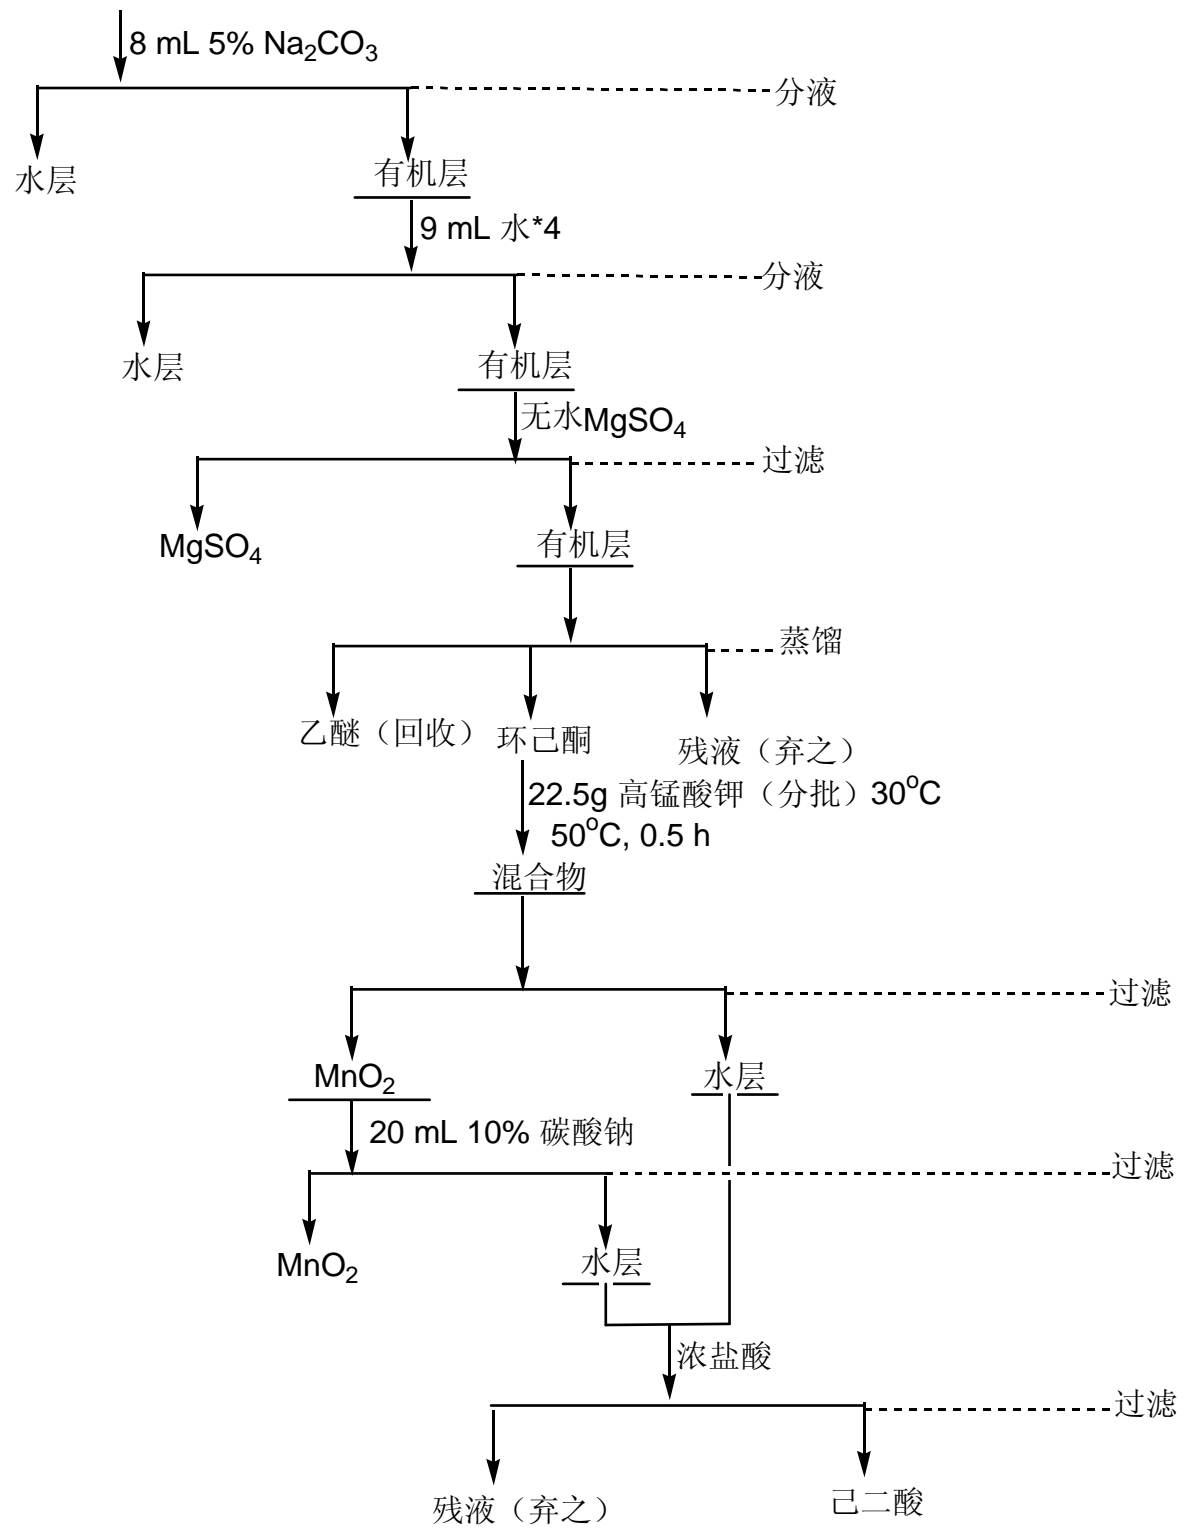 8 mL 5% Na₂CO₃
分液
水层
有机层
9 mL 水*4
分液
水层
有机层
无水MgSO₄
过滤
MgSO₄
有机层
蒸馏
乙醚（回收）
环己酮
残液（弃之）
22.5g 高锰酸钾（分批）30°C
50°C, 0.5 h
混合物
过滤
MnO₂
水层
20 mL 10% 碳酸钠
过滤
MnO₂
水层
浓盐酸
过滤
残液（弃之）
己二酸